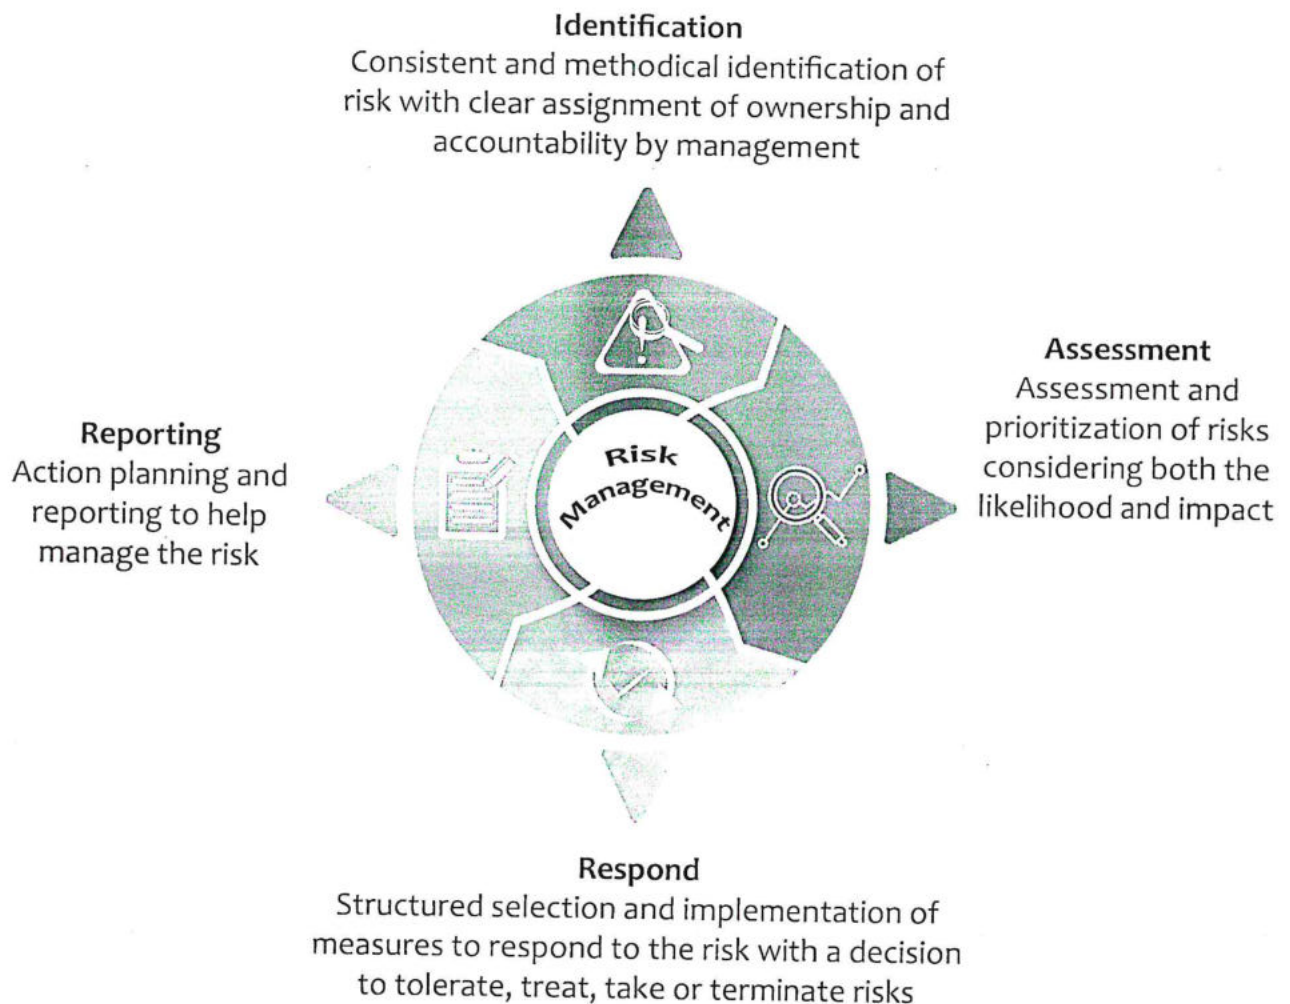 Identification
Consistent and methodical identification of
risk with clear assignment of ownership and
accountability by management
Assessment
Assessment and
prioritization of risks
considering both the
likelihood and impact
Reporting
Action planning and
reporting to help
manage the risk
Risk
Management
Respond
Structured selection and implementation of
measures to respond to the risk with a decision
to tolerate, treat, take or terminate risks